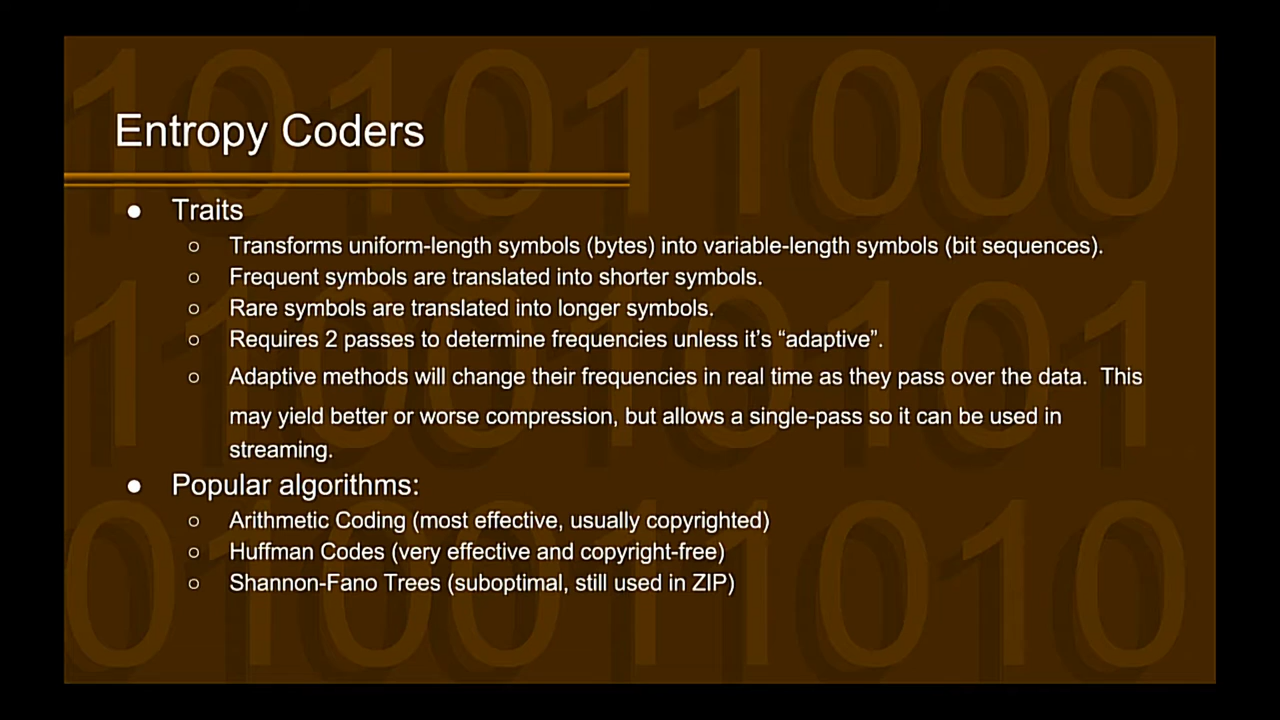 Entropy Coders
● Traits
○ Transforms uniform-length symbols (bytes) into variable-length symbols (bit sequences).
○ Frequent symbols are translated into shorter symbols.
○ Rare symbols are translated into longer symbols.
○ Requires 2 passes to determine frequencies unless it's “adaptive”.
○ Adaptive methods will change their frequencies in real time as they pass over the data. This
may yield better or worse compression, but allows a single-pass so it can be used in
streaming.
● Popular algorithms:
○ Arithmetic Coding (most effective, usually copyrighted)
○ Huffman Codes (very effective and copyright-free)
○ Shannon-Fano Trees (suboptimal, still used in ZIP)
101011000
110010101
010011010